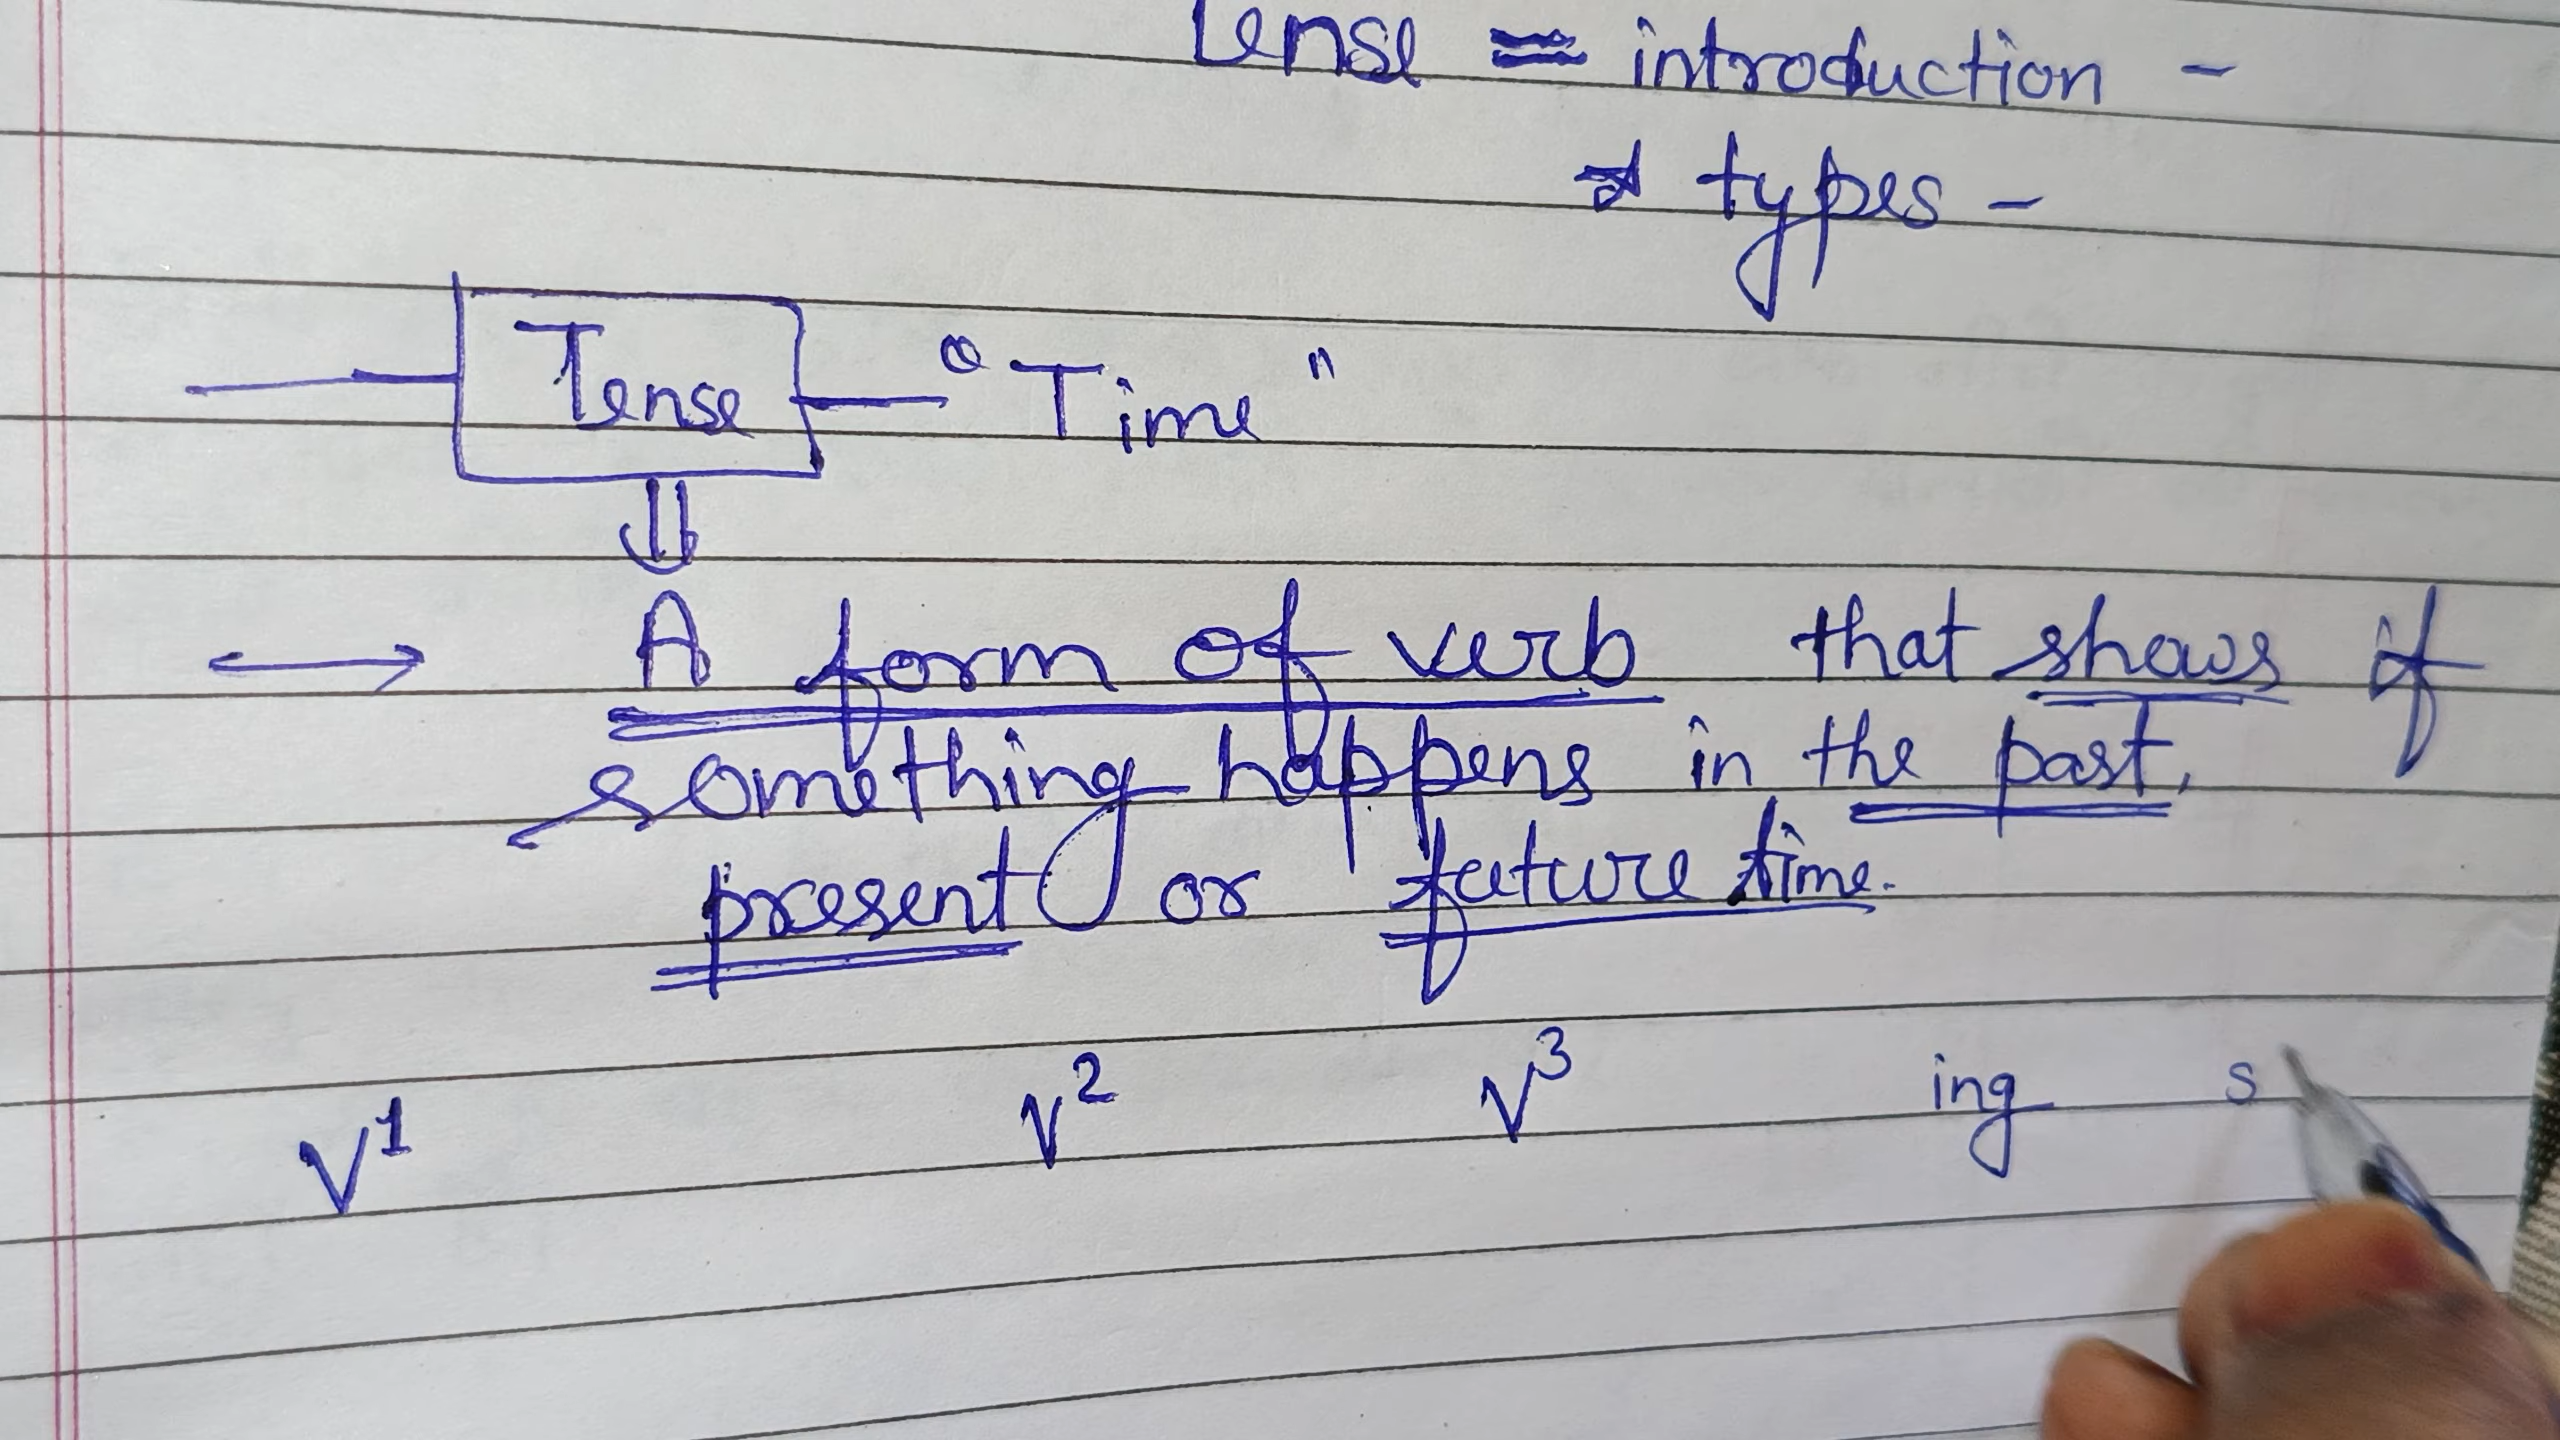 Tense = introduction -
types -
Tense — "Time"
A form of verb that shows if
something happens in the past,
present or future time.
V¹ V² V³ ing s